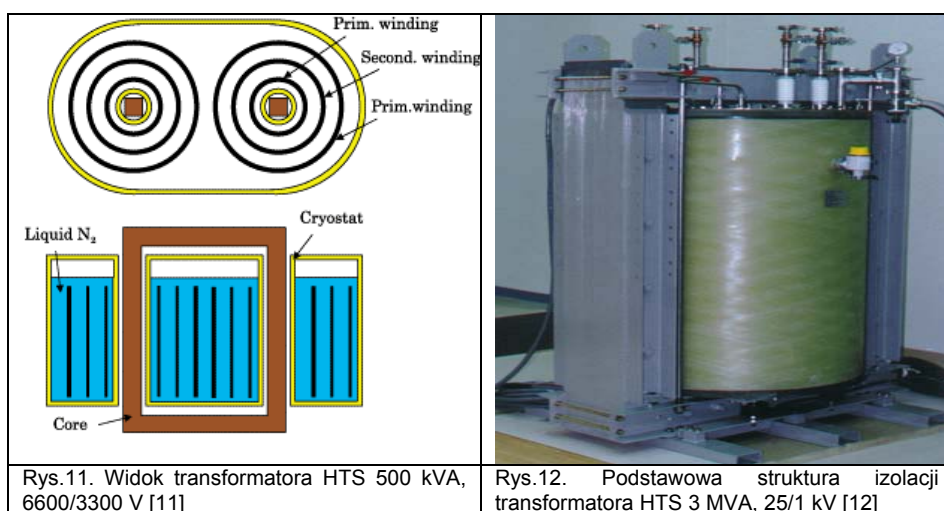 Prim. winding
Second. winding
Prim.winding
Cryostat
Liquid N₂
Core
Rys.11. Widok transformatora HTS 500 kVA,
6600/3300 V [11]
Rys.12. Podstawowa struktura izolacji
transformatora HTS 3 MVA, 25/1 kV [12]